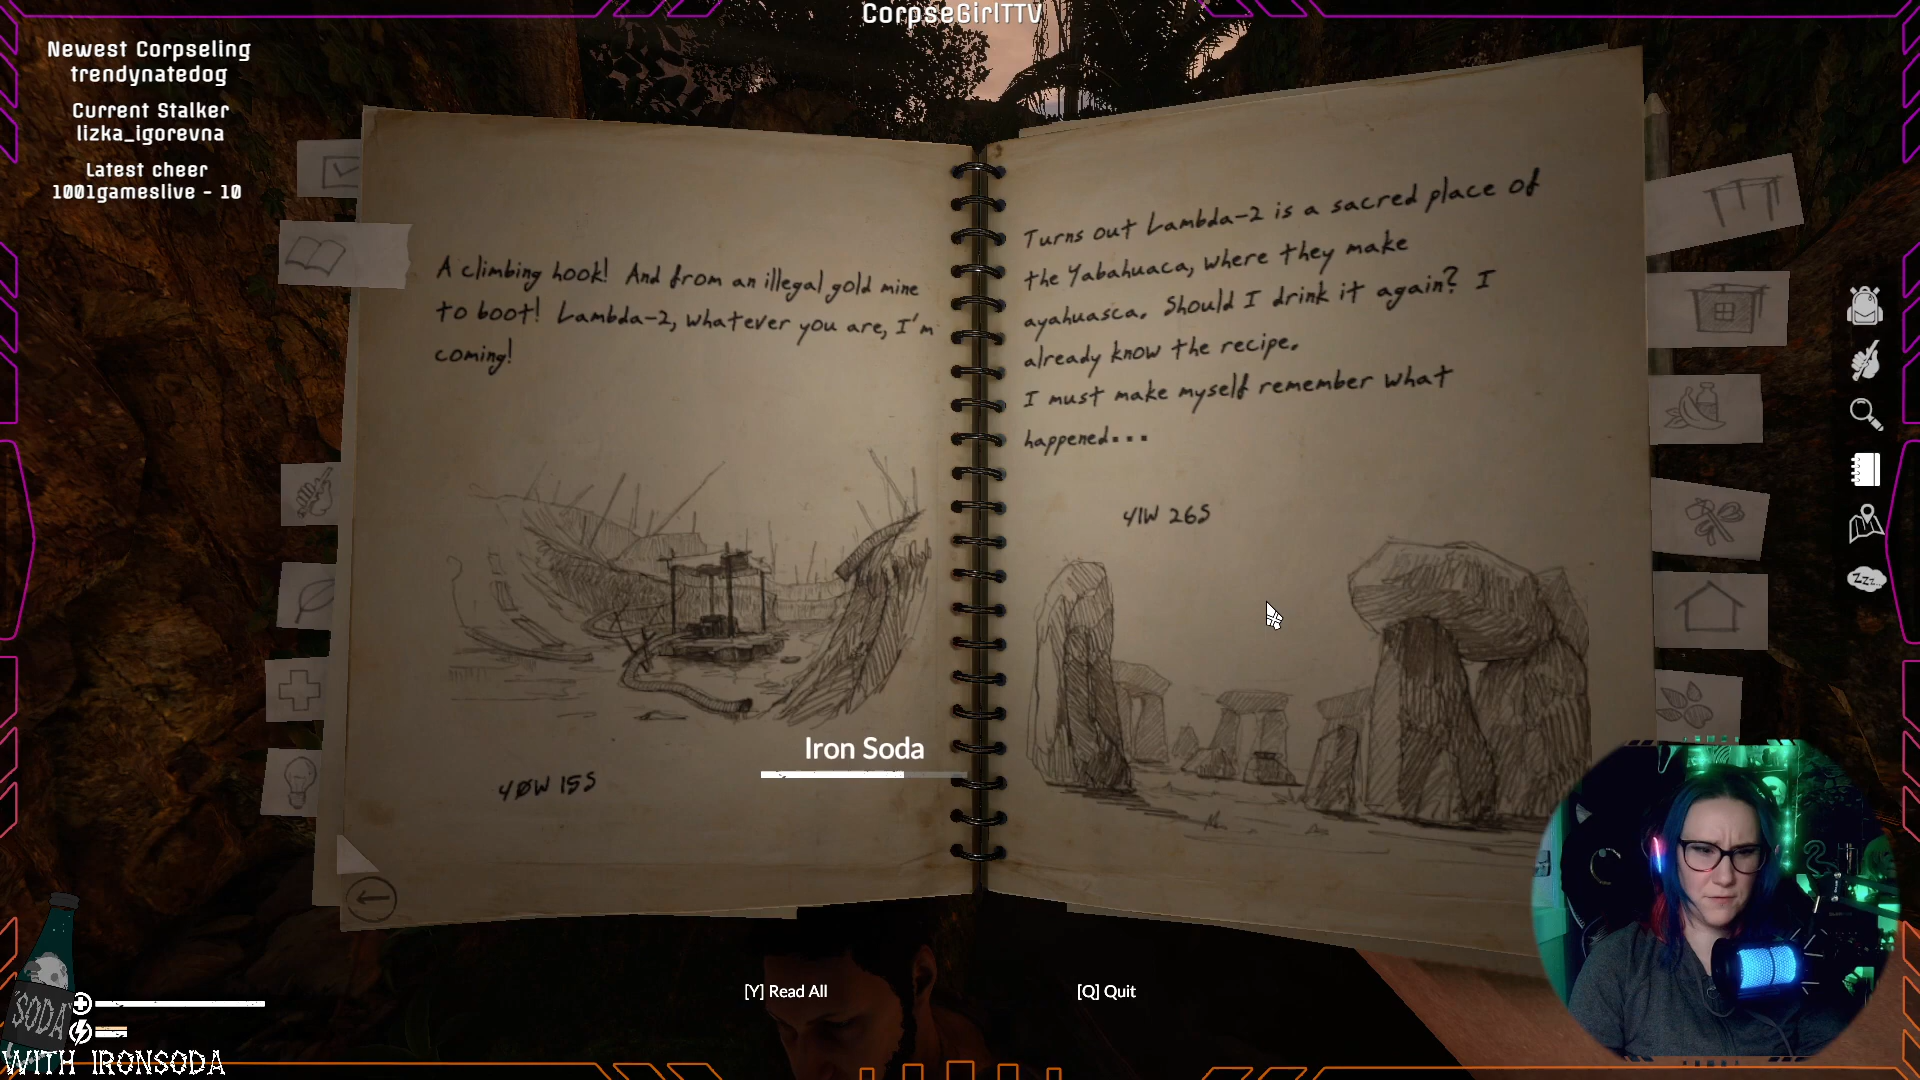 CorpseGirlTTV
Newest Corpseling
trendynatedog
Current Stalker
lizka_igorevna
Latest cheer
1001gameslive - 10
A climbing hook! And from an illegal gold mine
to boot! Lambda-2, whatever you are, I'm
coming!
40W 15S
Turns out Lambda-2 is a sacred place of
the Yabahuaca, where they make
ayahuasca. Should I drink it again? I
already know the recipe.
I must make myself remember what
happened...
41W 26S
Iron Soda
[Y] Read All
[Q] Quit
Zzz..
SODA
WITH IRONSODA